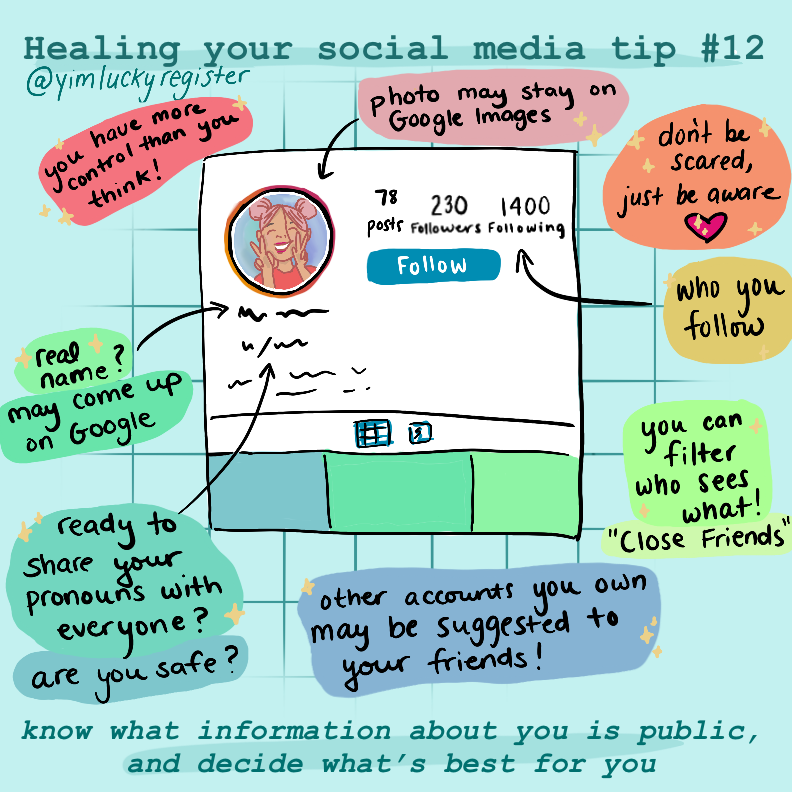 Healing your social media tip #12
@yimluckyregister
you have more
control than you
think!
photo may stay on
Google Images
don't be
scared,
just be aware
78
posts
230
Followers
1400
Following
Follow
who you
follow
real
name?
may come up
on Google
you can
filter
who sees
what!
"Close Friends"
ready to
share your
pronouns with
everyone?
are you safe?
other accounts you own
may be suggested to
your friends!
know what information about you is public,
and decide what's best for you